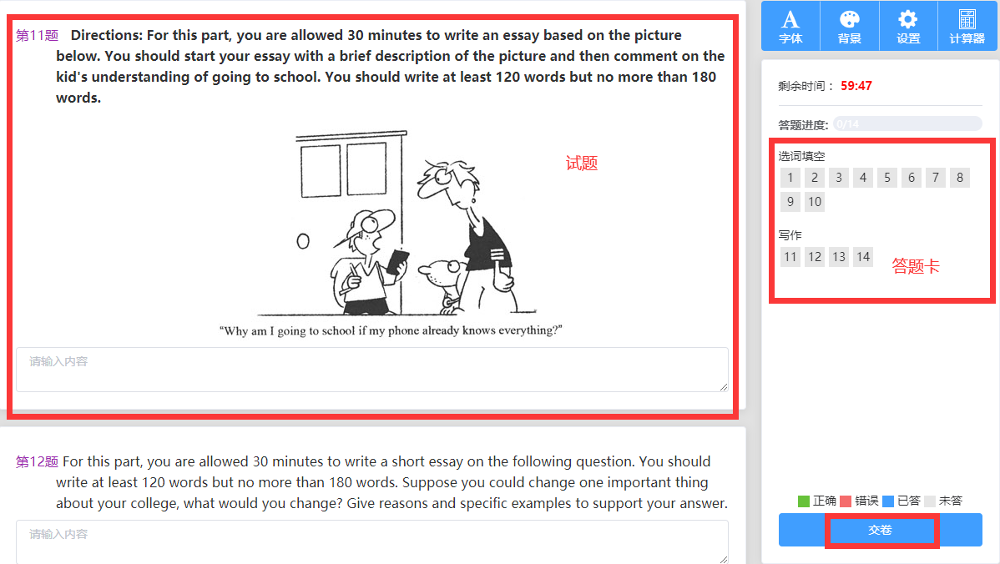 第11题 Directions: For this part, you are allowed 30 minutes to write an essay based on the picture
below. You should start your essay with a brief description of the picture and then comment on the
kid's understanding of going to school. You should write at least 120 words but no more than 180
words.
试题
"Why am I going to school if my phone already knows everything?"
请输入内容
第12题 For this part, you are allowed 30 minutes to write a short essay on the following question. You should
write at least 120 words but no more than 180 words. Suppose you could change one important thing
about your college, what would you change? Give reasons and specific examples to support your answer.
请输入内容
A
字体 背景 设置 计算器
剩余时间： 59:47
答题进度: 0/14
选词填空
1 2 3 4 5 6 7 8
9 10
写作
11 12 13 14
答题卡
正确 错误 已答 未答
交卷